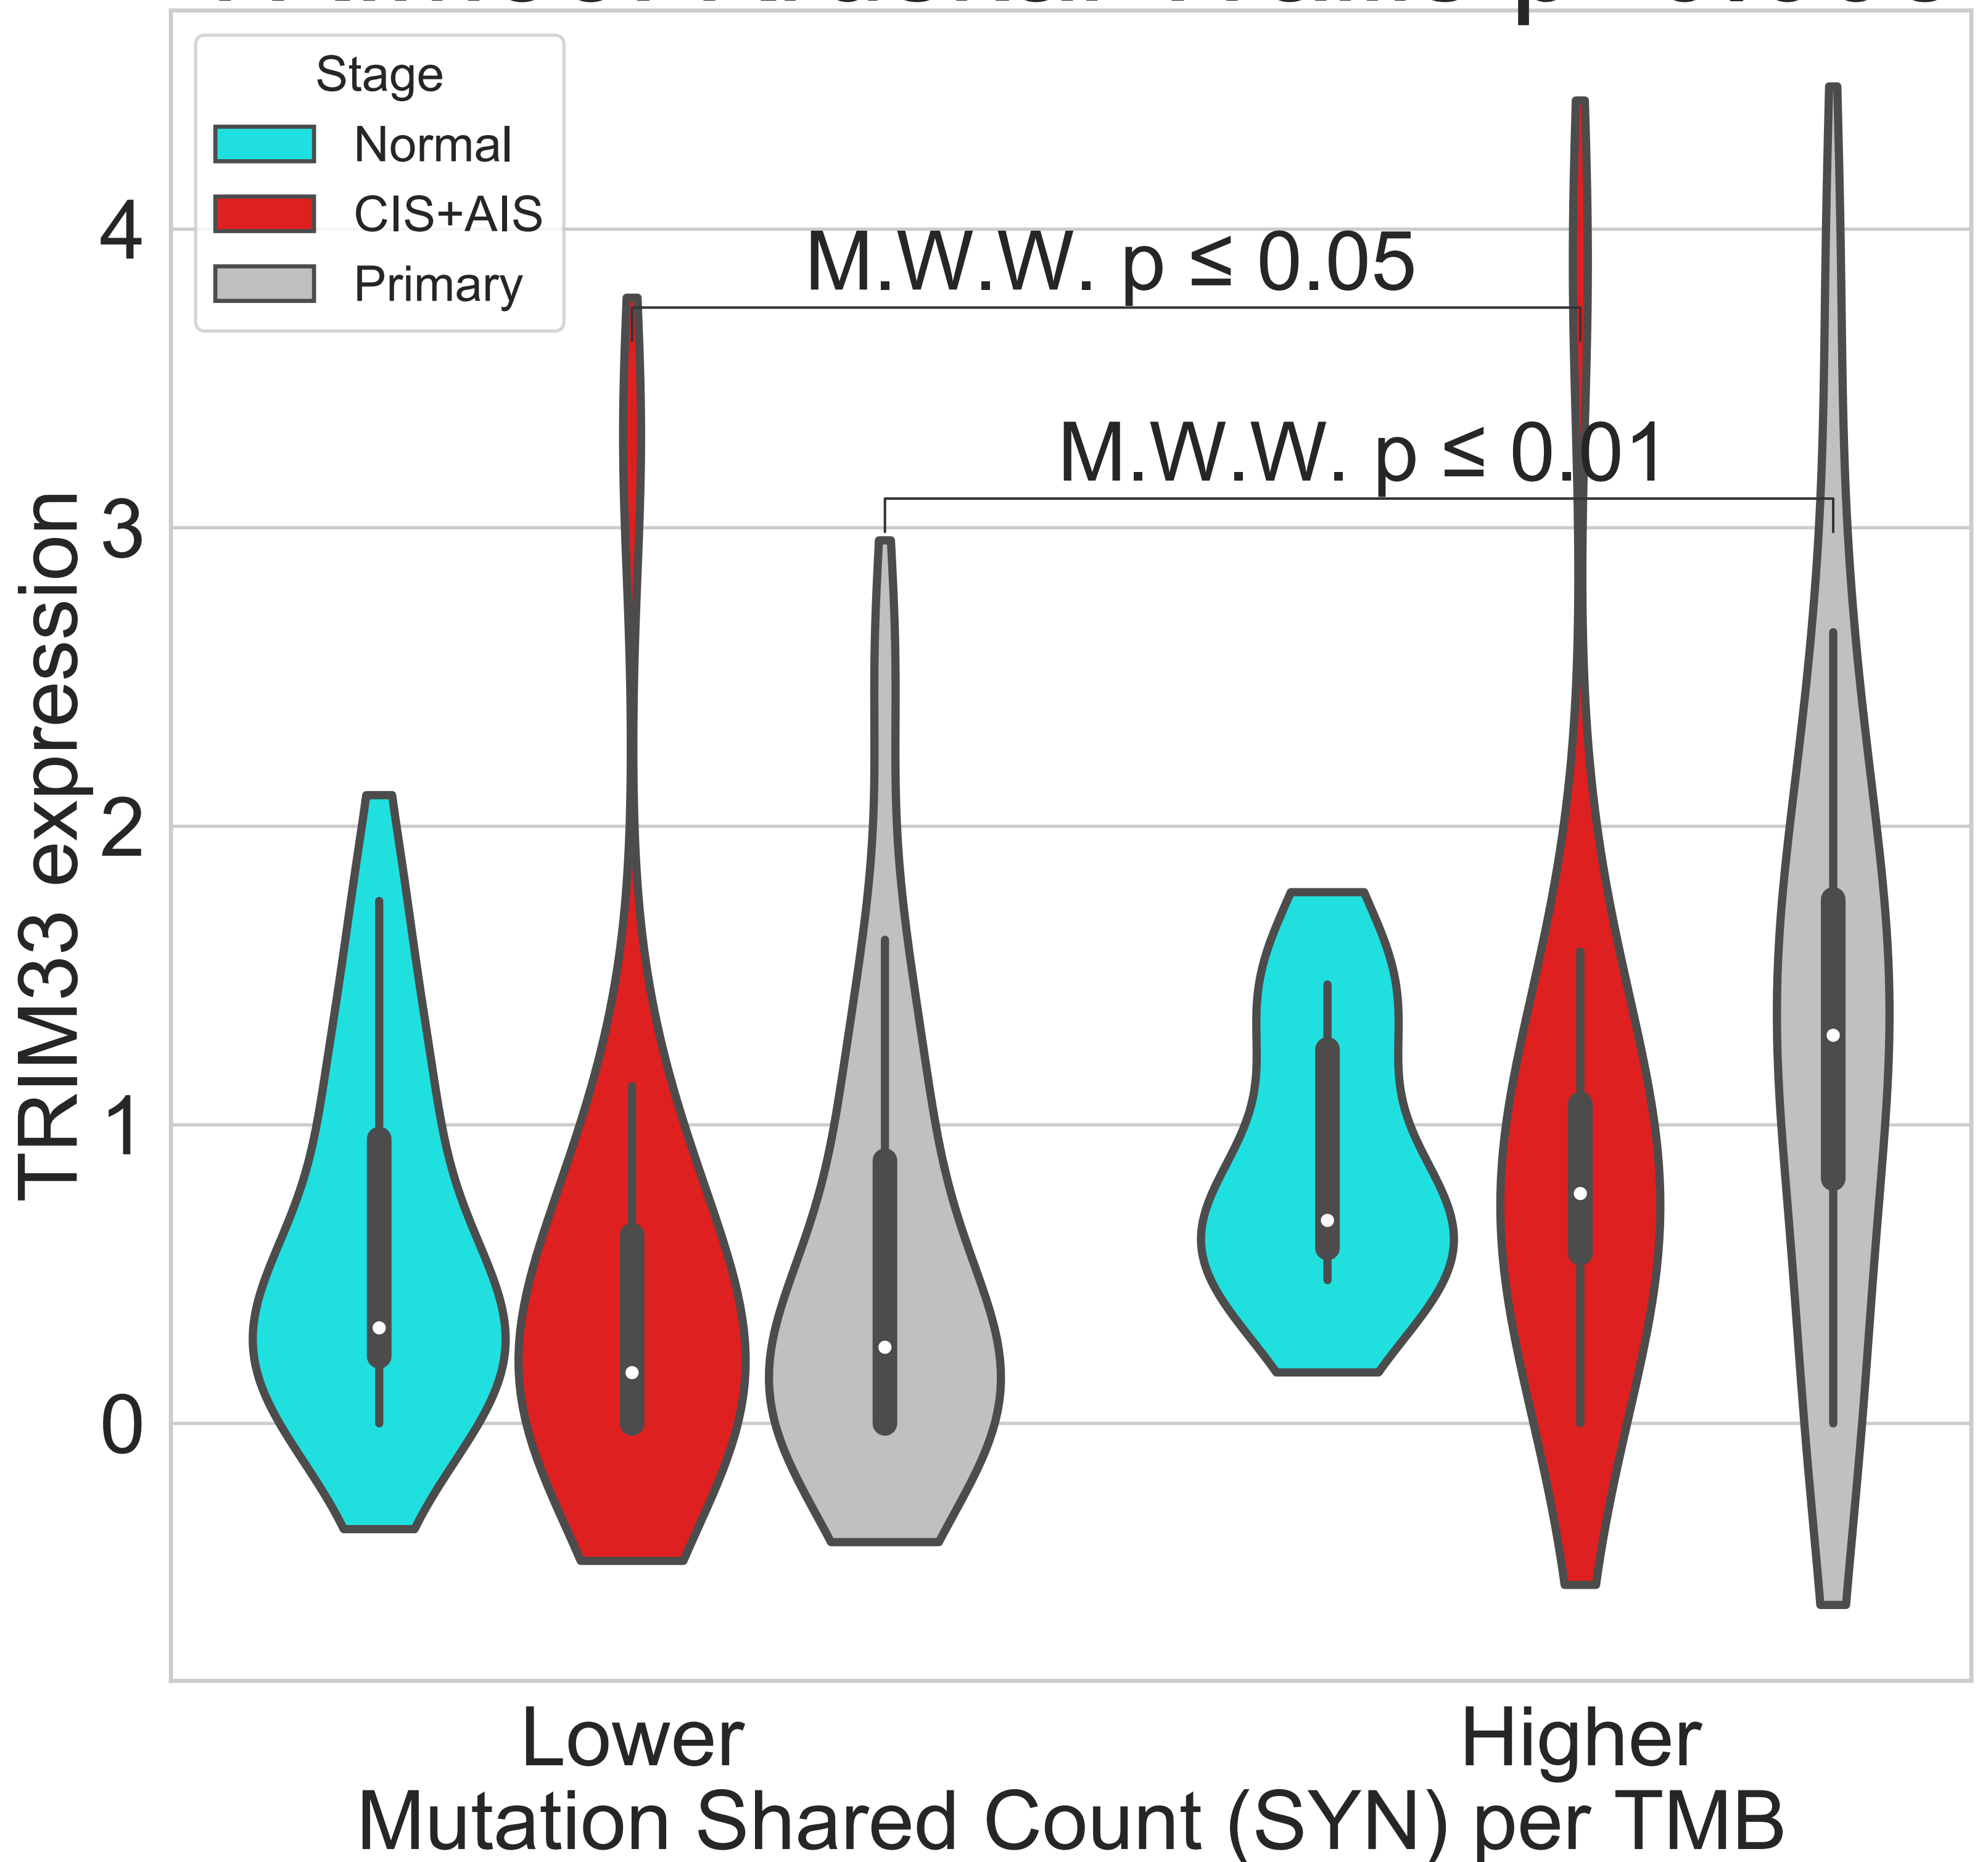 Stage
Normal
CIS+AIS
Primary
M.W.W. p ≤ 0.05
M.W.W. p ≤ 0.01
TRIM33 expression
4
3
2
1
0
Lower
Higher
Mutation Shared Count (SYN) per TMB